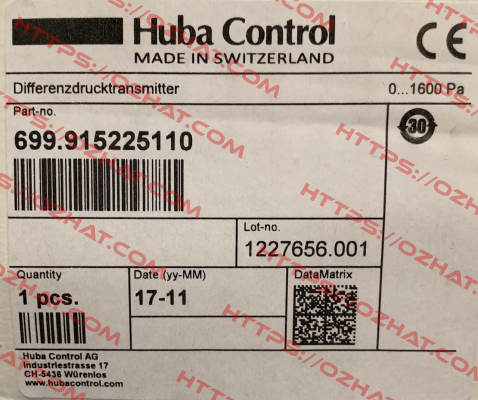 Huba Control
MADE IN SWITZERLAND
CE
Differenzdrucktransmitter
0...1600 Pa
Part-no.
699.915225110
30
Lot-no.
1227656.001
Quantity
1 pcs.
Date (yy-MM)
17-11
DataMatrix
Huba Control AG
Industriestrasse 17
CH-5436 Würenlos
www.hubacontrol.com
HTTPS://OZHAT.COM